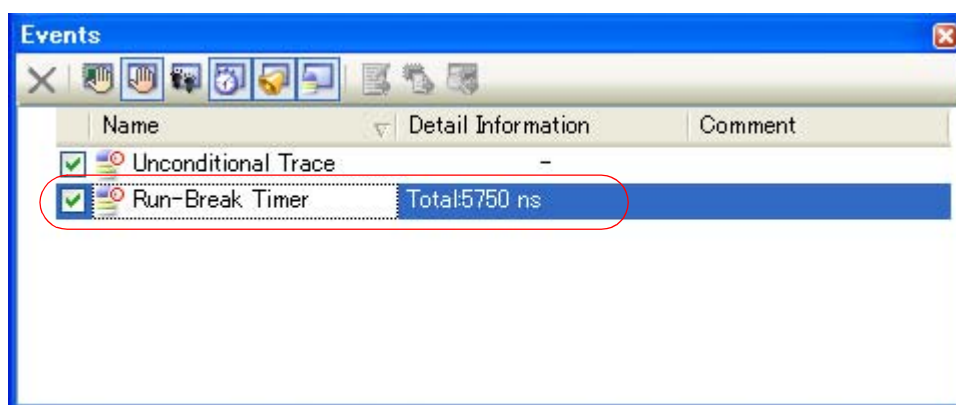 Events
Name Detail Information Comment
Unconditional Trace -
Run-Break Timer Total:5750 ns